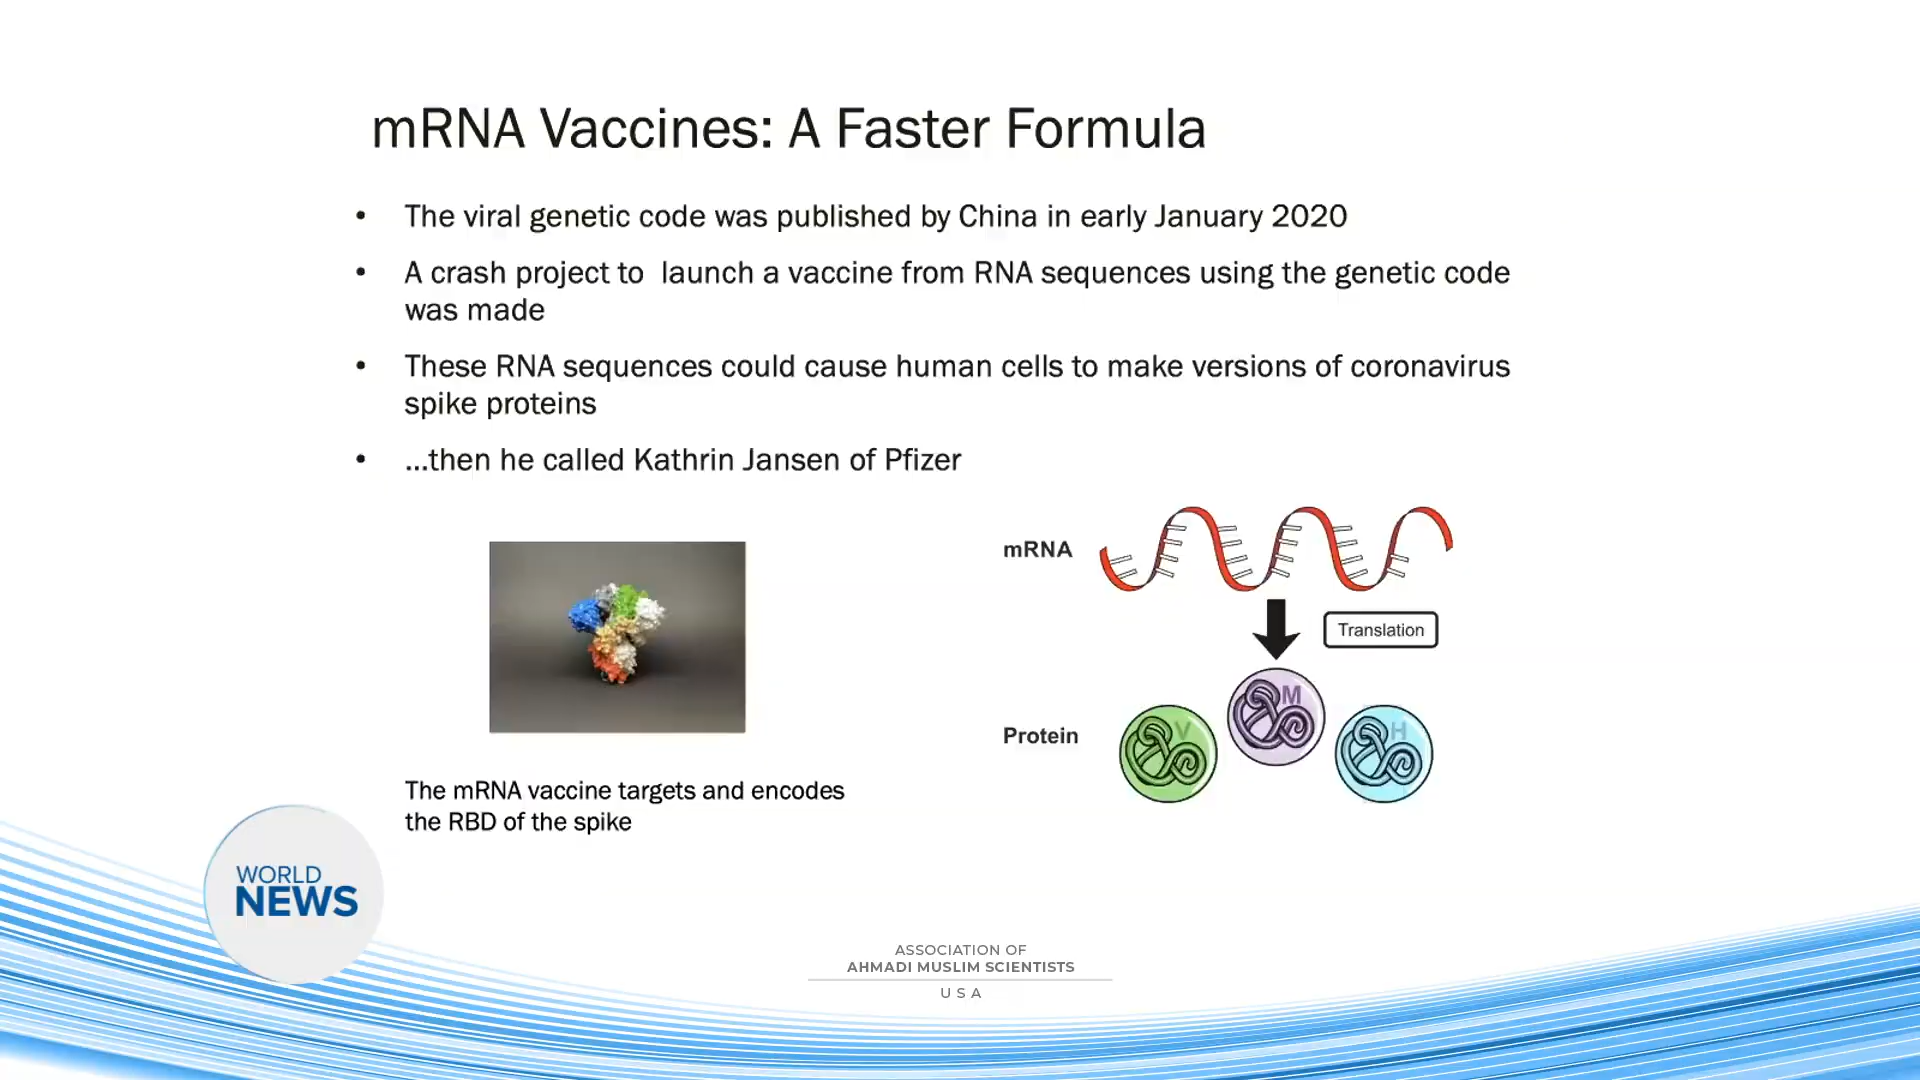 mRNA Vaccines: A Faster Formula
• The viral genetic code was published by China in early January 2020
• A crash project to launch a vaccine from RNA sequences using the genetic code
was made
• These RNA sequences could cause human cells to make versions of coronavirus
spike proteins
• ...then he called Kathrin Jansen of Pfizer
mRNA
Translation
M
V
H
Protein
The mRNA vaccine targets and encodes
the RBD of the spike
WORLD
NEWS
ASSOCIATION OF
AHMADI MUSLIM SCIENTISTS
USA